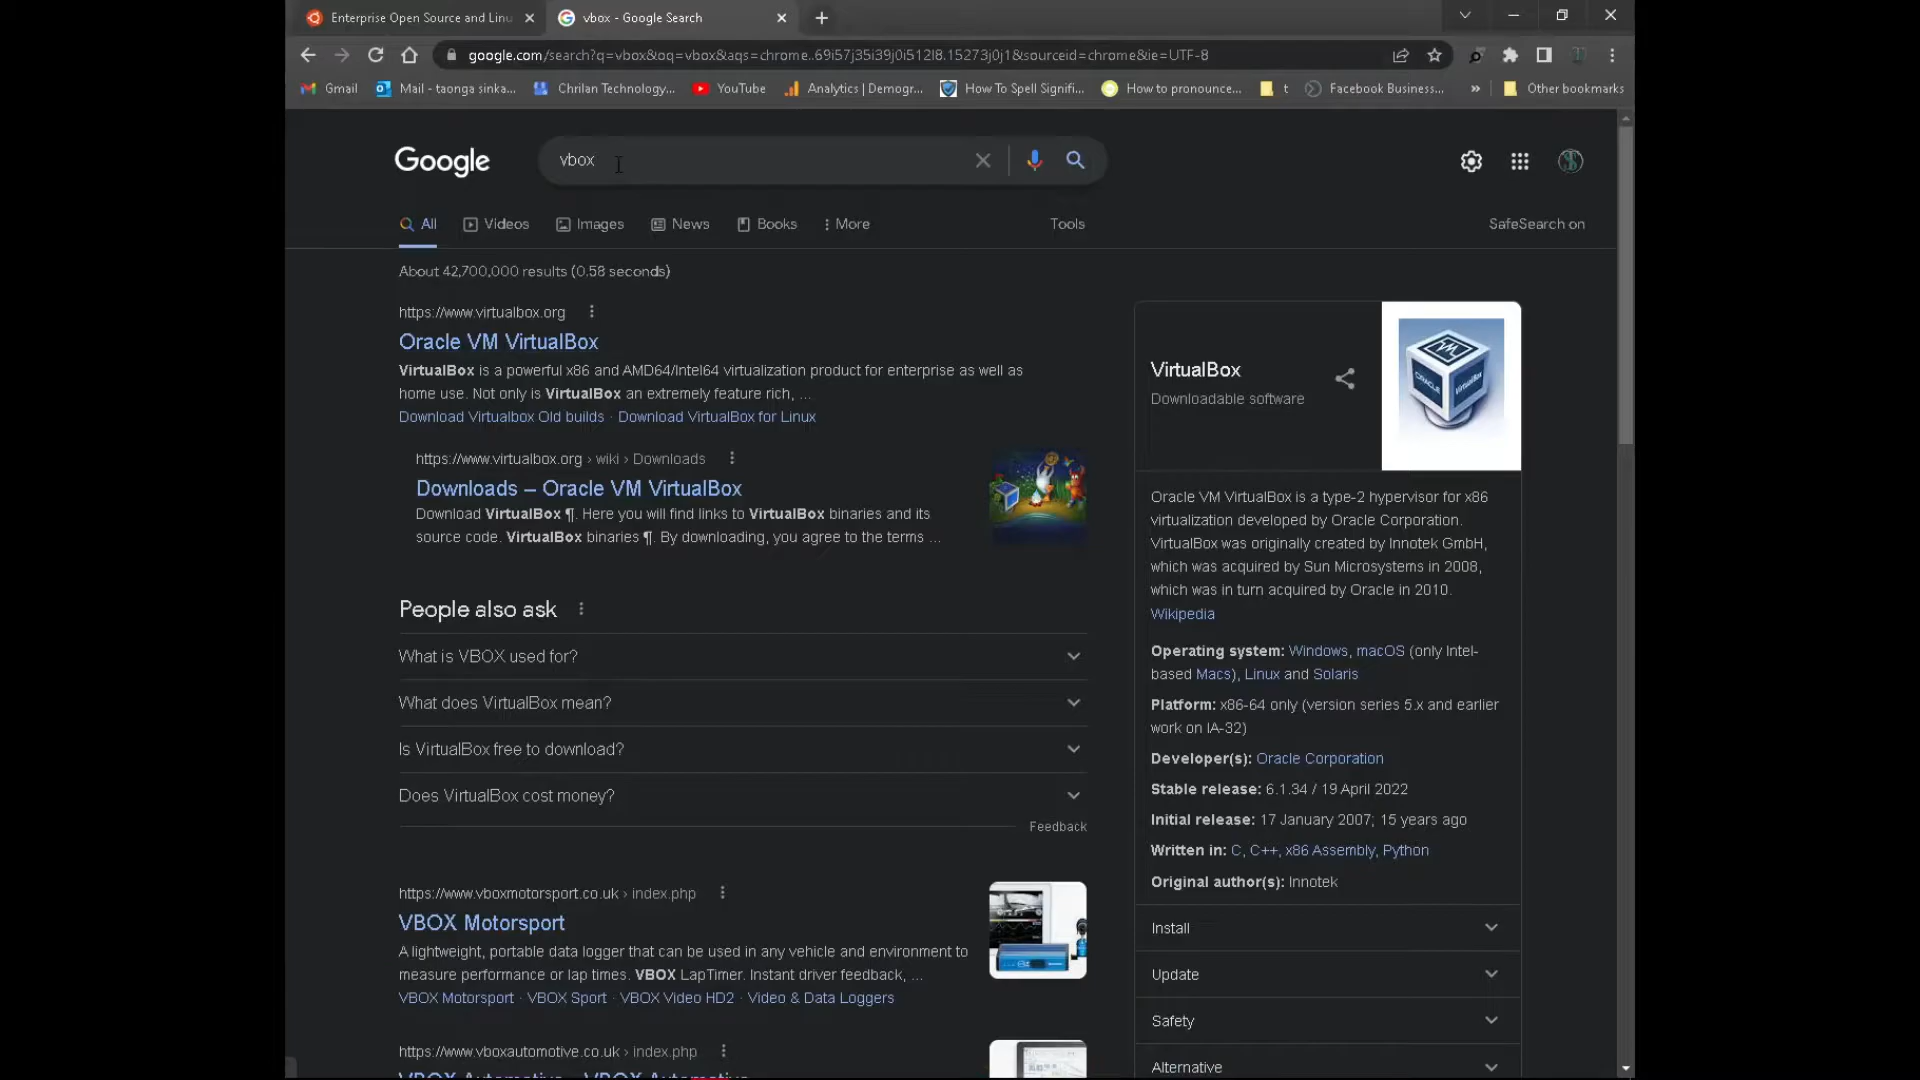 Enterprise Open Source and Linu
vbox - Google Search
google.com/search?q=vbox&oq=vbox&aqs=chrome..69i57j35i39j0i512l8.15273j0j1&sourceid=chrome&ie=UTF-8
Gmail
Mail - taonga sinka...
Chrilan Technology...
YouTube
Analytics | Demogr...
How To Spell Signifi...
How to pronounce...
t
Facebook Business...
»
Other bookmarks
Google
vbox
All
Videos
Images
News
Books
More
Tools
SafeSearch on
About 42,700,000 results (0.58 seconds)
https://www.virtualbox.org
Oracle VM VirtualBox
VirtualBox is a powerful x86 and AMD64/Intel64 virtualization product for enterprise as well as
home use. Not only is VirtualBox an extremely feature rich, ...
Download Virtualbox Old builds · Download VirtualBox for Linux
https://www.virtualbox.org › wiki › Downloads
Downloads – Oracle VM VirtualBox
Download VirtualBox ¶. Here you will find links to VirtualBox binaries and its
source code. VirtualBox binaries ¶. By downloading, you agree to the terms ...
People also ask
What is VBOX used for?
What does VirtualBox mean?
Is VirtualBox free to download?
Does VirtualBox cost money?
Feedback
https://www.vboxmotorsport.co.uk › index.php
VBOX Motorsport
A lightweight, portable data logger that can be used in any vehicle and environment to
measure performance or lap times. VBOX LapTimer. Instant driver feedback, ...
VBOX Motorsport · VBOX Sport · VBOX Video HD2 · Video & Data Loggers
https://www.vboxautomotive.co.uk › index.php
VBOX Automotive - VBOX Automotive
VirtualBox
Downloadable software
VM
ORACLE
VirtualBox
Oracle VM VirtualBox is a type-2 hypervisor for x86
virtualization developed by Oracle Corporation.
VirtualBox was originally created by Innotek GmbH,
which was acquired by Sun Microsystems in 2008,
which was in turn acquired by Oracle in 2010.
Wikipedia
Operating system: Windows, macOS (only Intel-
based Macs), Linux and Solaris
Platform: x86-64 only (version series 5.x and earlier
work on IA-32)
Developer(s): Oracle Corporation
Stable release: 6.1.34 / 19 April 2022
Initial release: 17 January 2007; 15 years ago
Written in: C, C++, x86 Assembly, Python
Original author(s): Innotek
Install
Update
Safety
Alternative